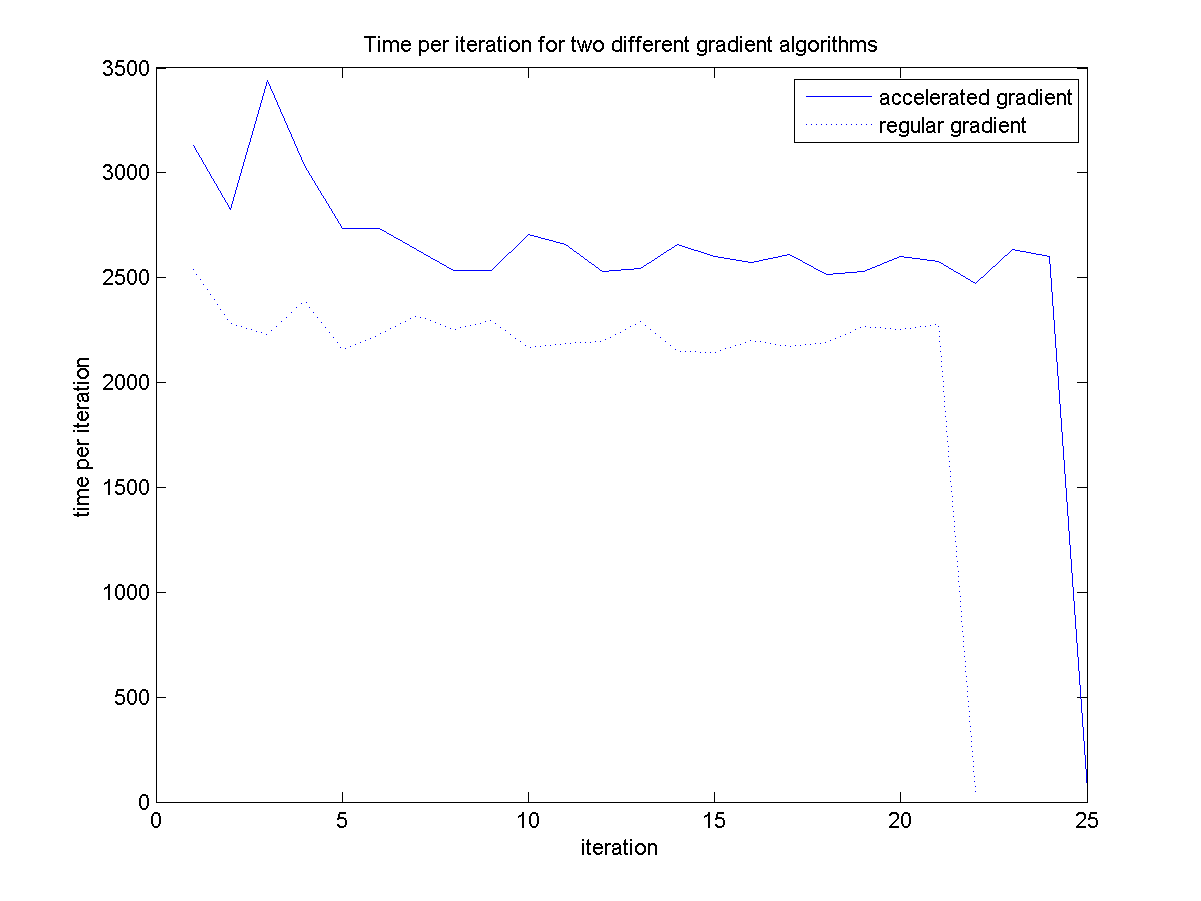 Time per iteration for two different gradient algorithms
3500
accelerated gradient
regular gradient
3000
2500
2000
time per iteration
1500
1000
500
0
0 5 10 15 20 25
iteration